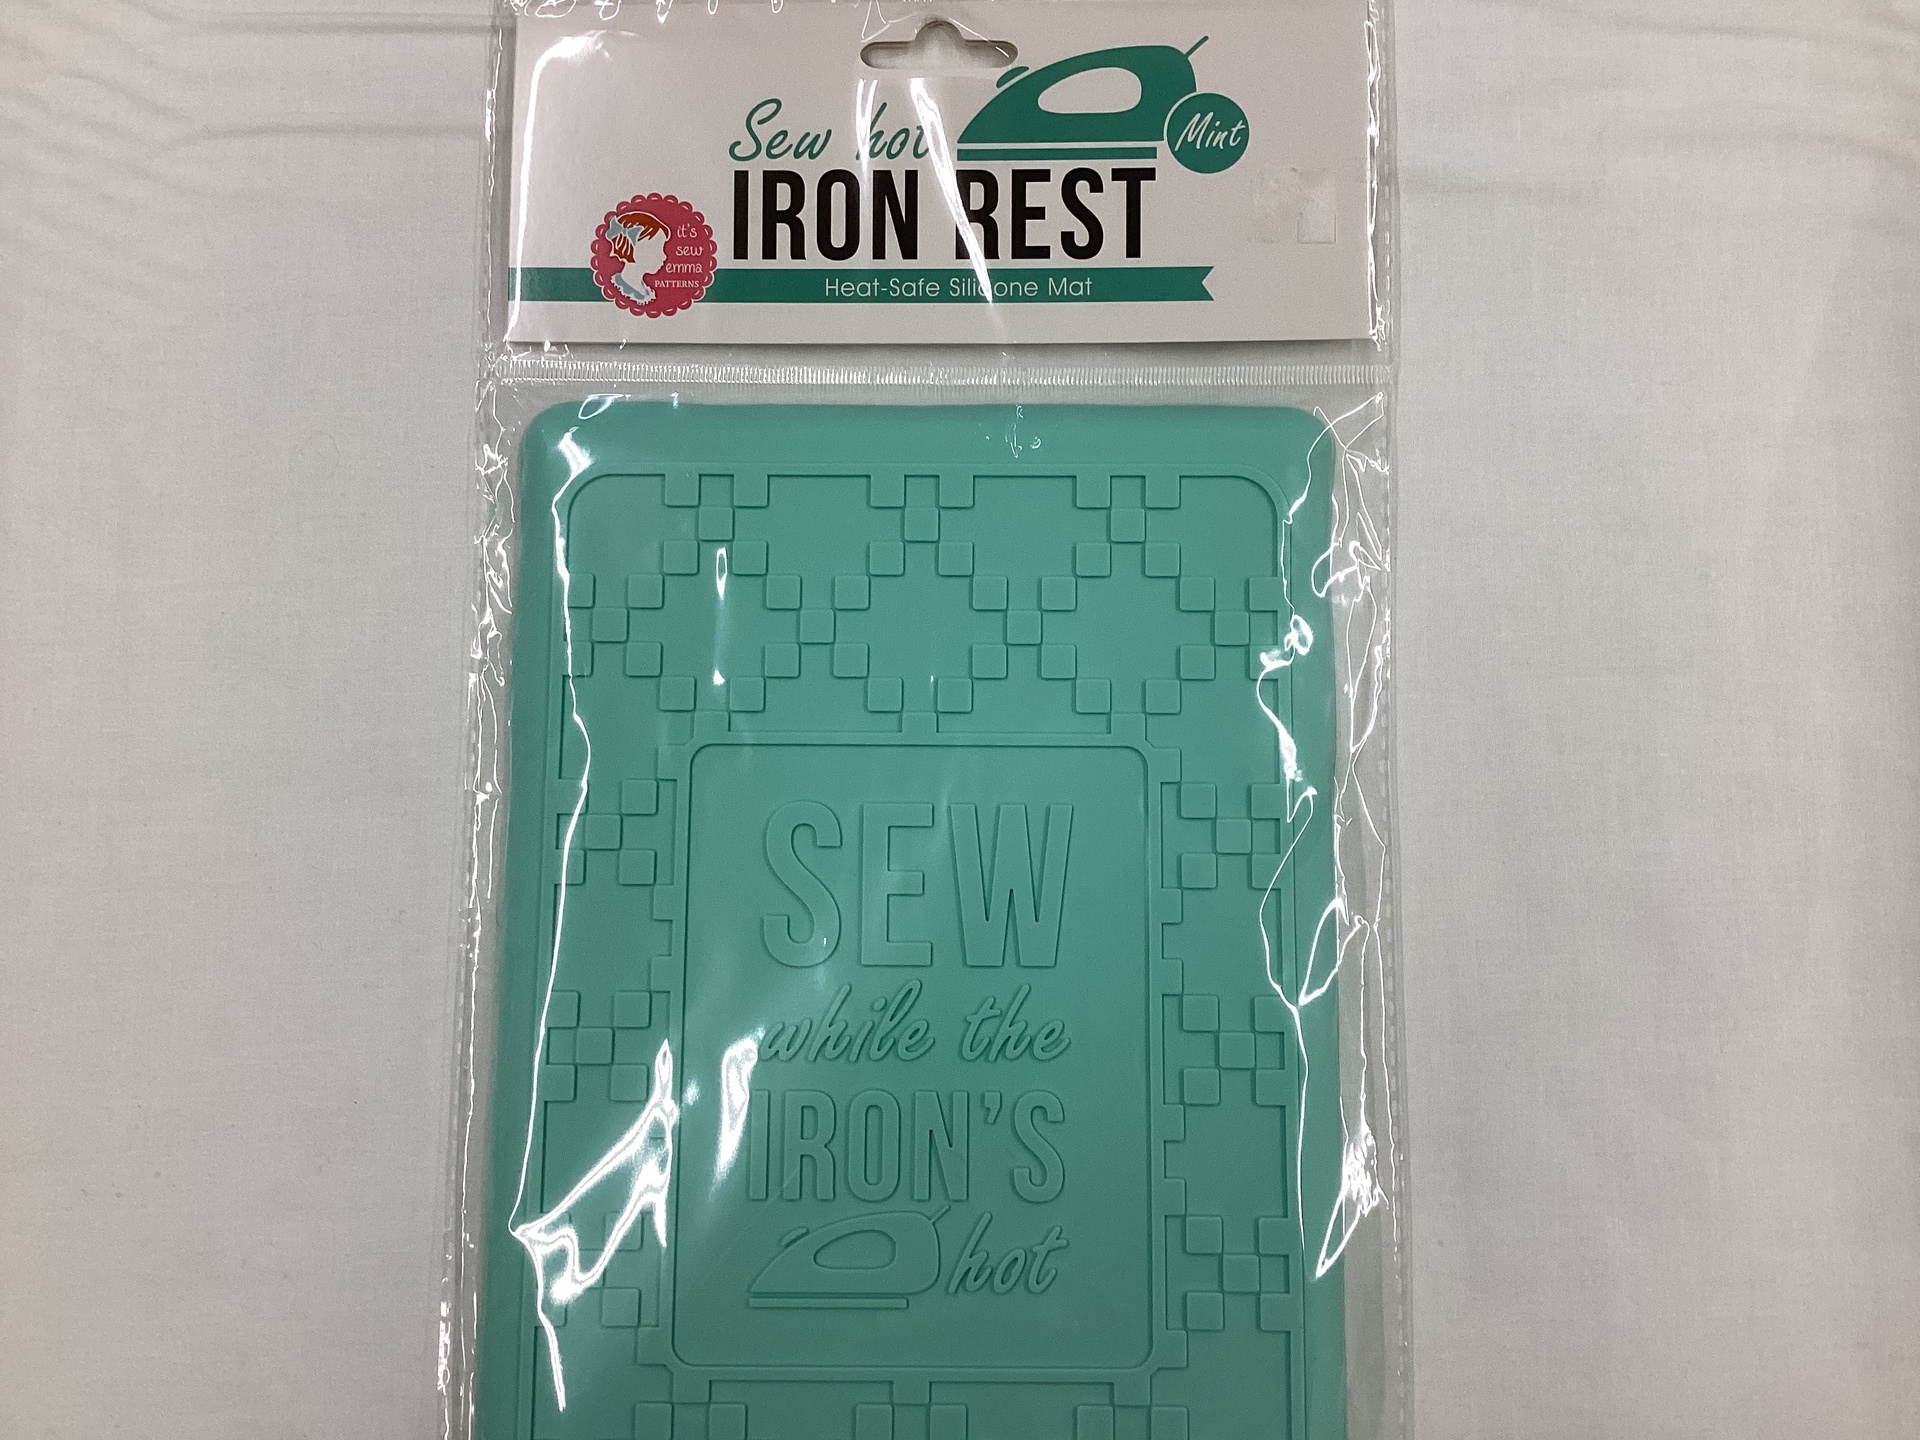 Sew hot
Mint
IRON REST
it's
sew
emma
PATTERNS
Heat-Safe Silicone Mat
SEW
while the
IRON'S
hot